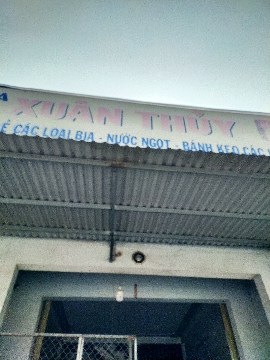 XUÂN THỦY
CÁC LOẠI BIA - NƯỚC NGỌT - BÁNH KẸO CÁC